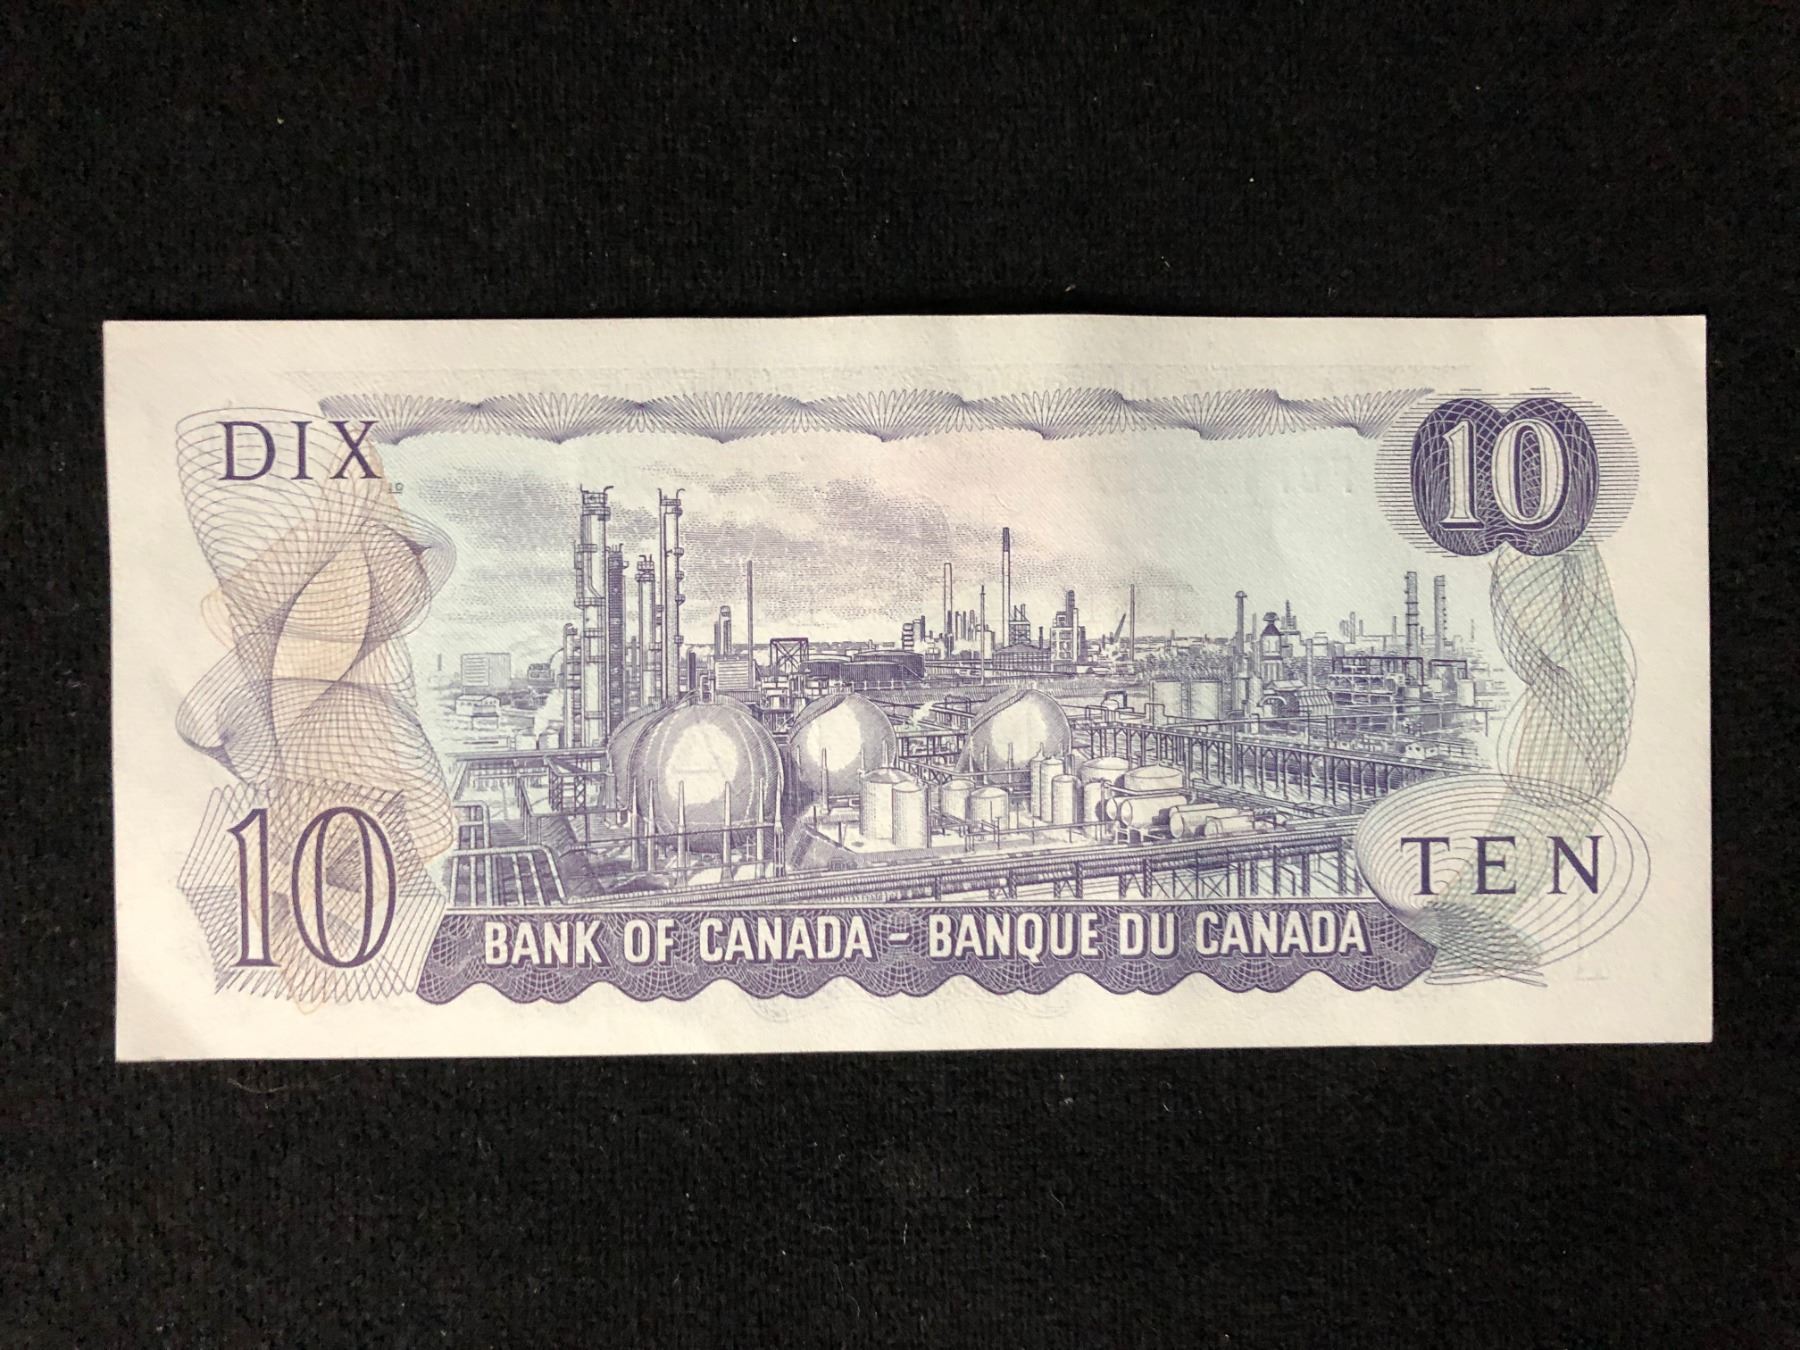 DIX
10
10
TEN
BANK OF CANADA - BANQUE DU CANADA